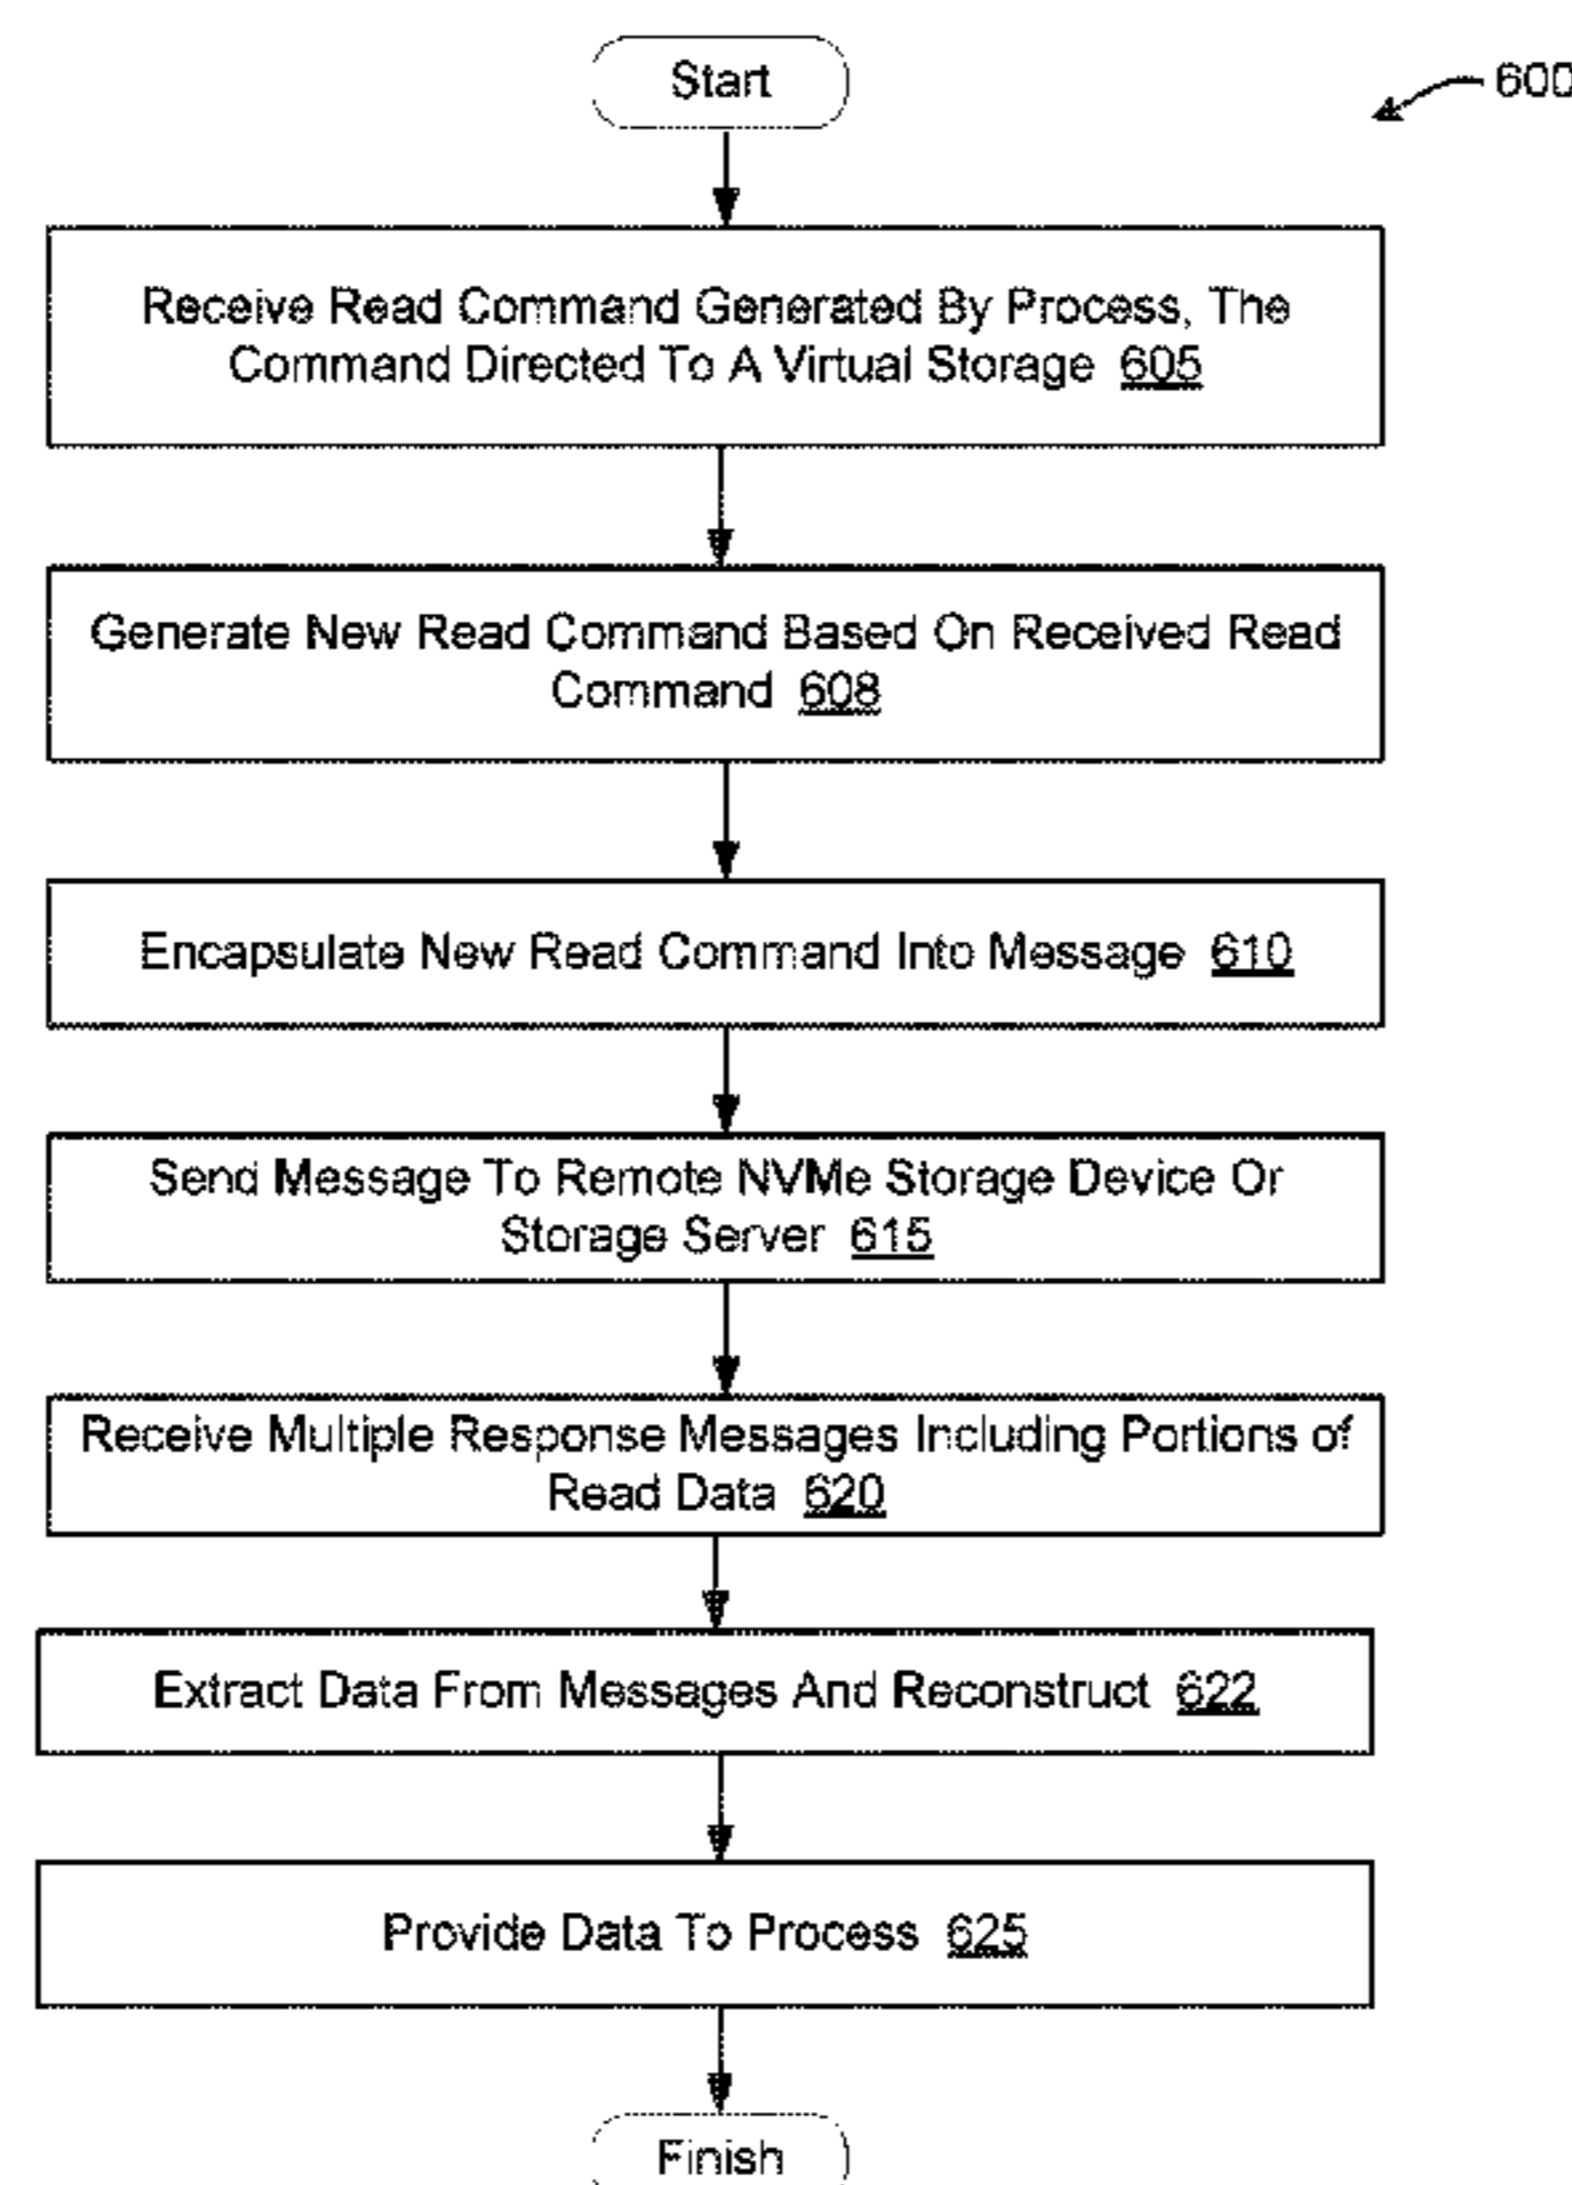 Start
600
Receive Read Command Generated By Process, The
Command Directed To A Virtual Storage 605
Generate New Read Command Based On Received Read
Command 608
Encapsulate New Read Command Into Message 610
Send Message To Remote NVMe Storage Device Or
Storage Server 615
Receive Multiple Response Messages Including Portions of
Read Data 620
Extract Data From Messages And Reconstruct 622
Provide Data To Process 625
Finish